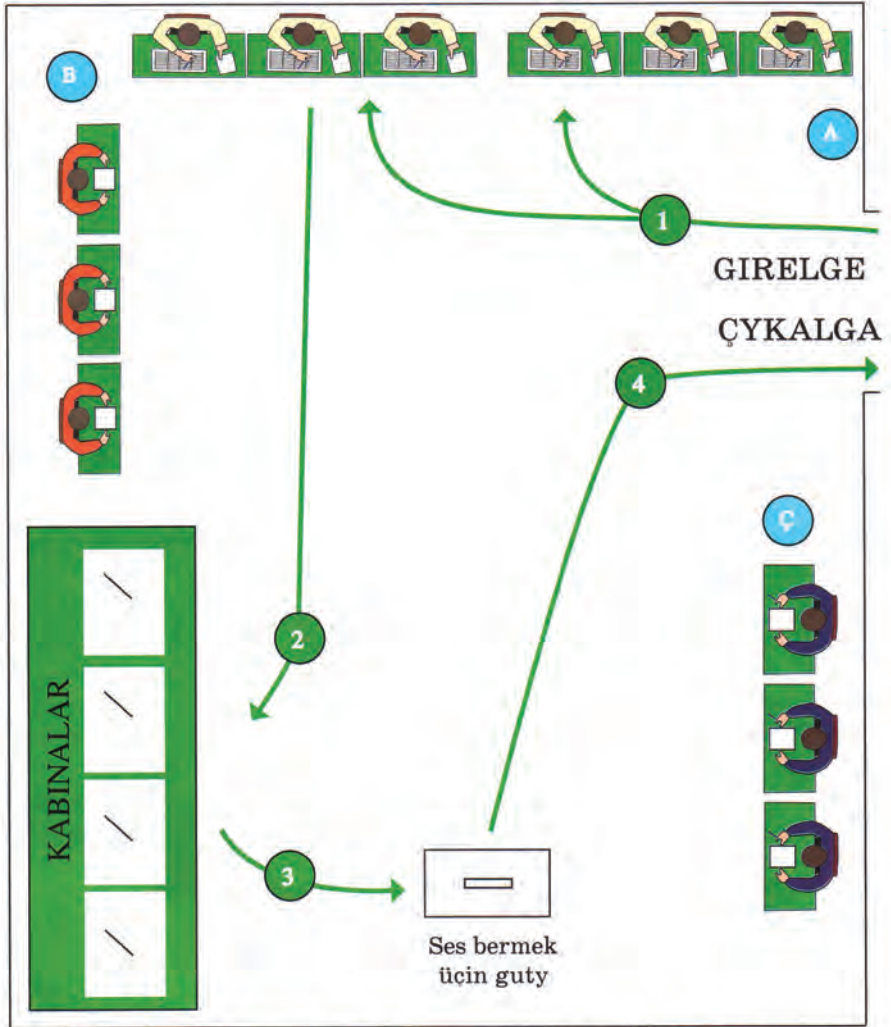 B
A
1
GIRELGE
ÇYKALGA
4
Ç
2
KABINALAR
3
Ses bermek
üçin guty